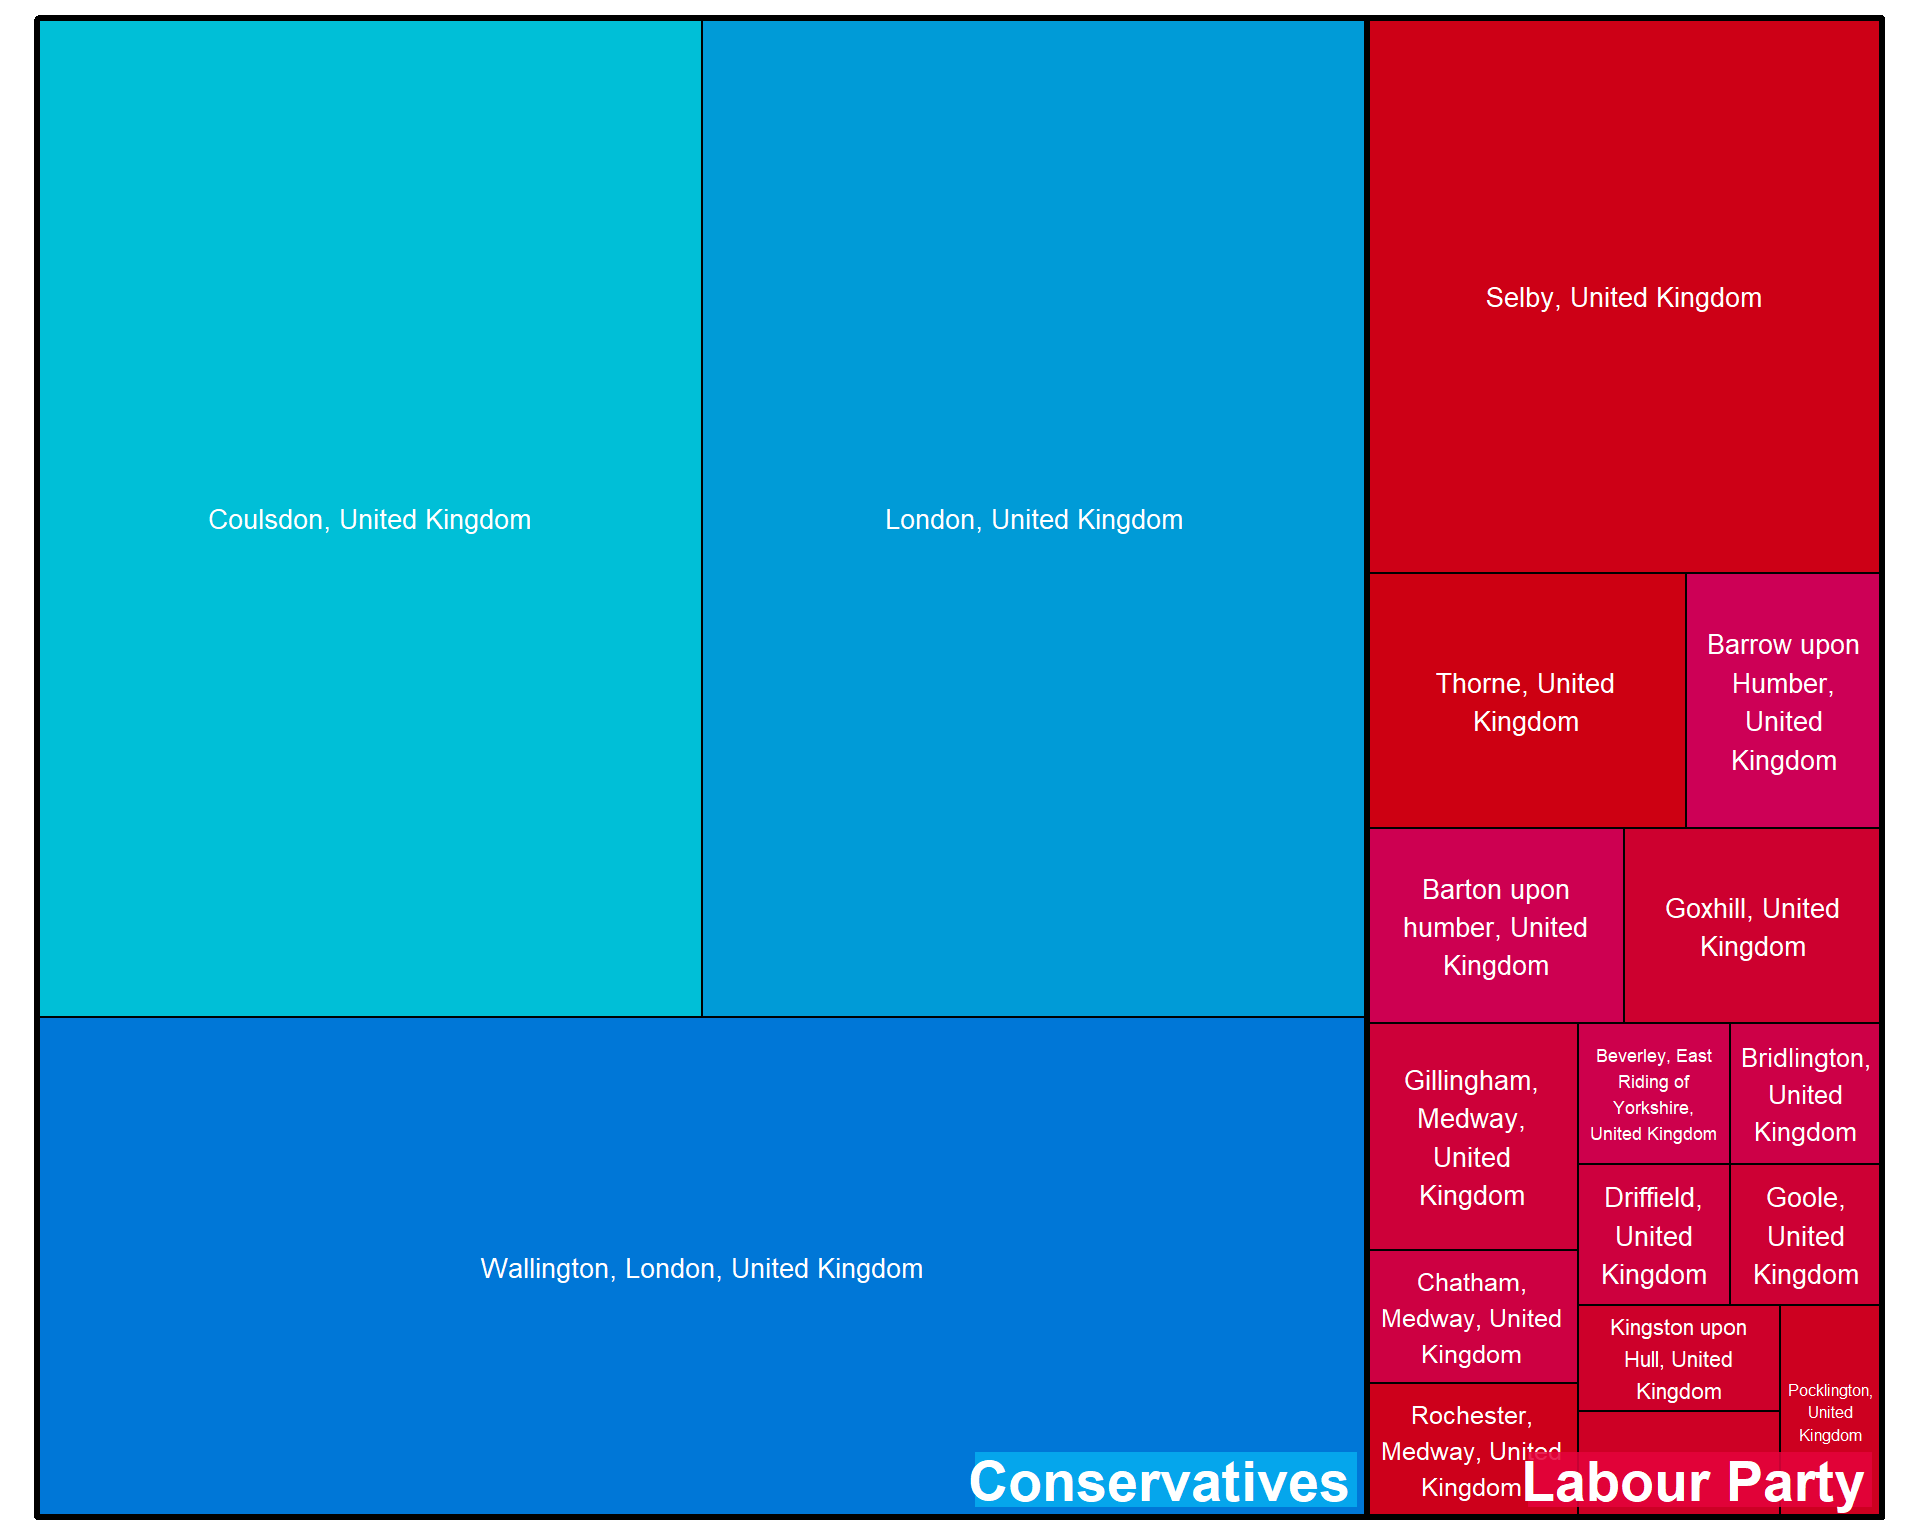 Coulsdon, United Kingdom
London, United Kingdom
Wallington, London, United Kingdom
Conservatives
Selby, United Kingdom
Thorne, United
Kingdom
Barrow upon
Humber,
United
Kingdom
Barton upon
humber, United
Kingdom
Goxhill, United
Kingdom
Gillingham,
Medway,
United
Kingdom
Beverley, East
Riding of
Yorkshire,
United Kingdom
Bridlington,
United
Kingdom
Driffield,
United
Kingdom
Goole,
United
Kingdom
Chatham,
Medway, United
Kingdom
Kingston upon
Hull, United
Kingdom
Pocklington,
United
Kingdom
Rochester,
Medway, United
Kingdom
Labour Party